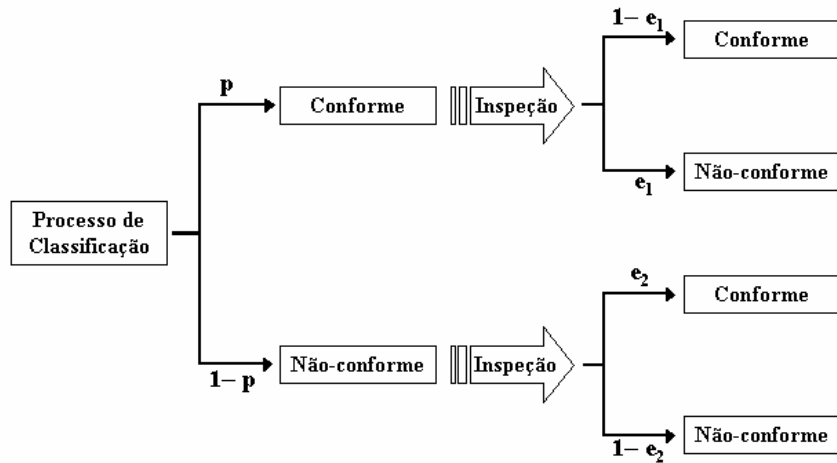 1− e1
Conforme
p
Conforme
Inspeção
e1
Não-conforme
Processo de
Classificação
e2
Conforme
1− p
Não-conforme
Inspeção
1− e2
Não-conforme